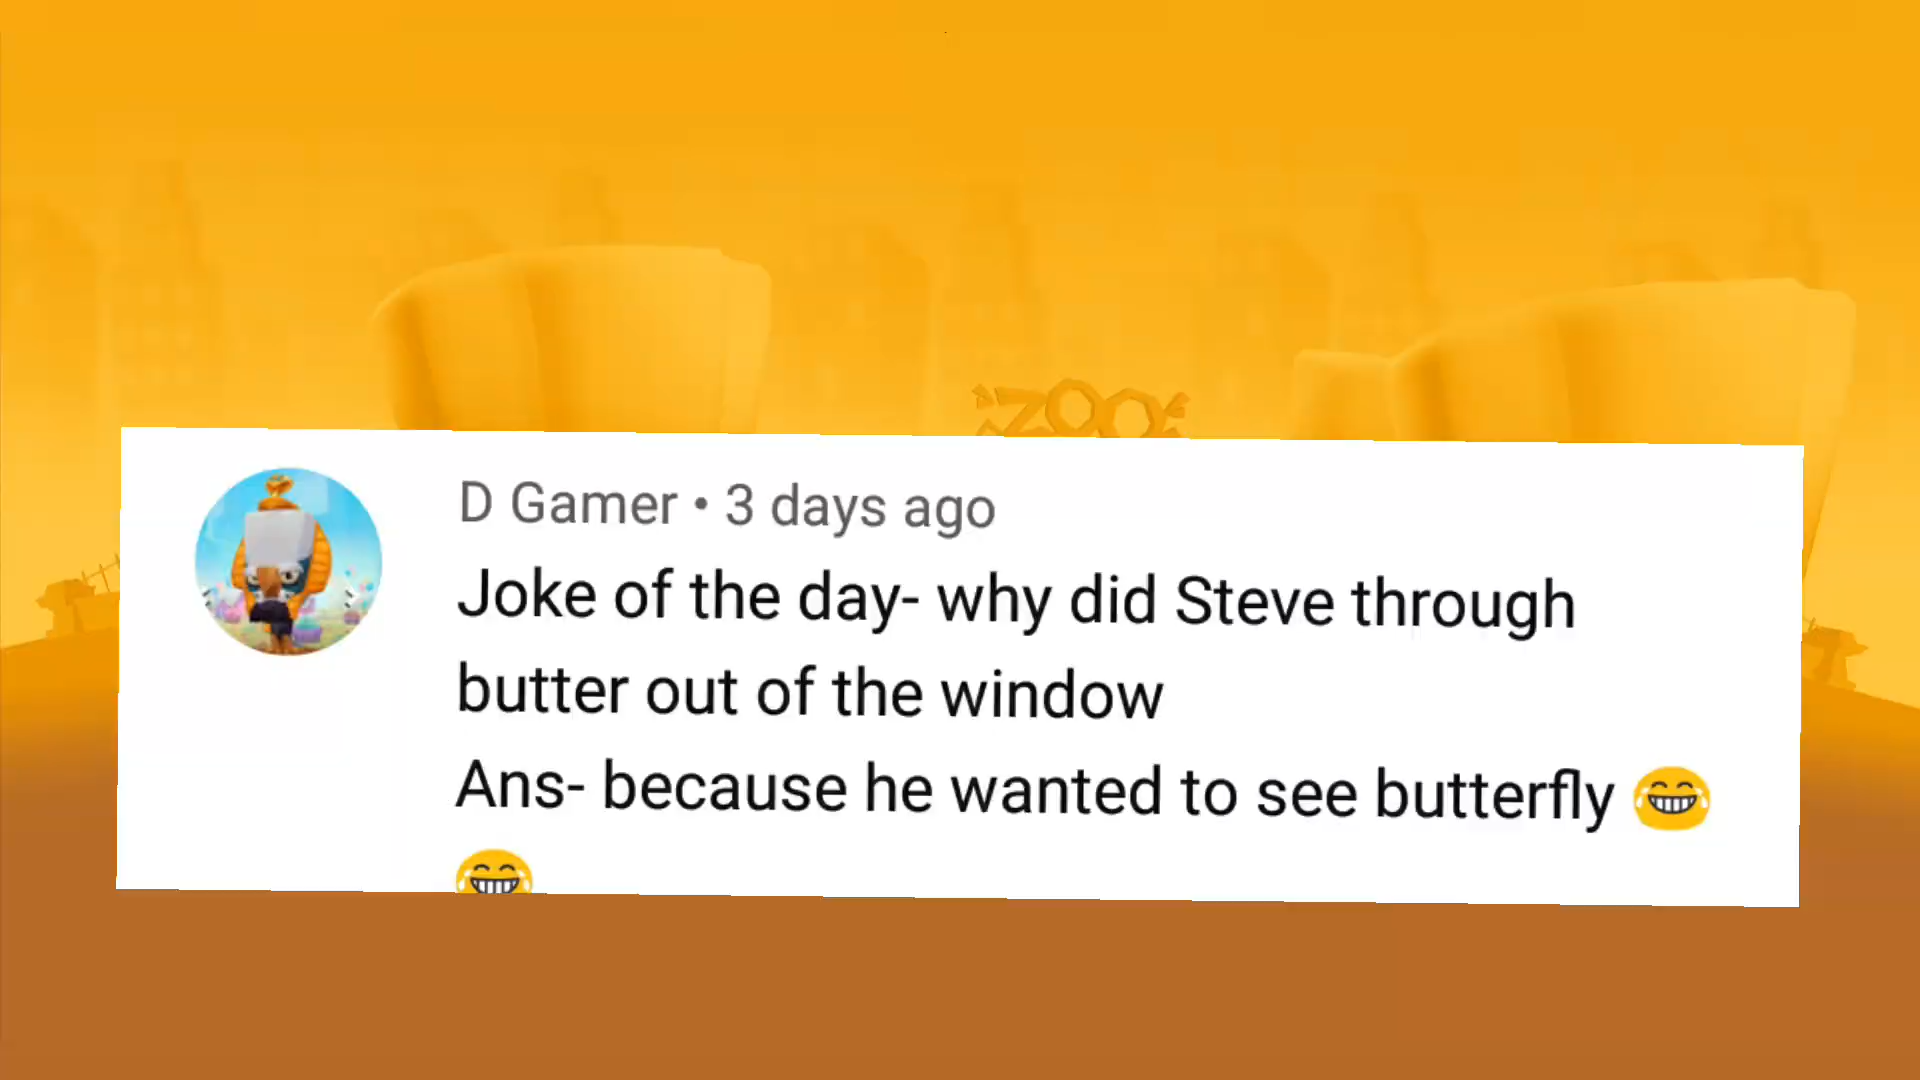 ZOO
D Gamer • 3 days ago
Joke of the day- why did Steve through
butter out of the window
Ans- because he wanted to see butterfly 😂
😂